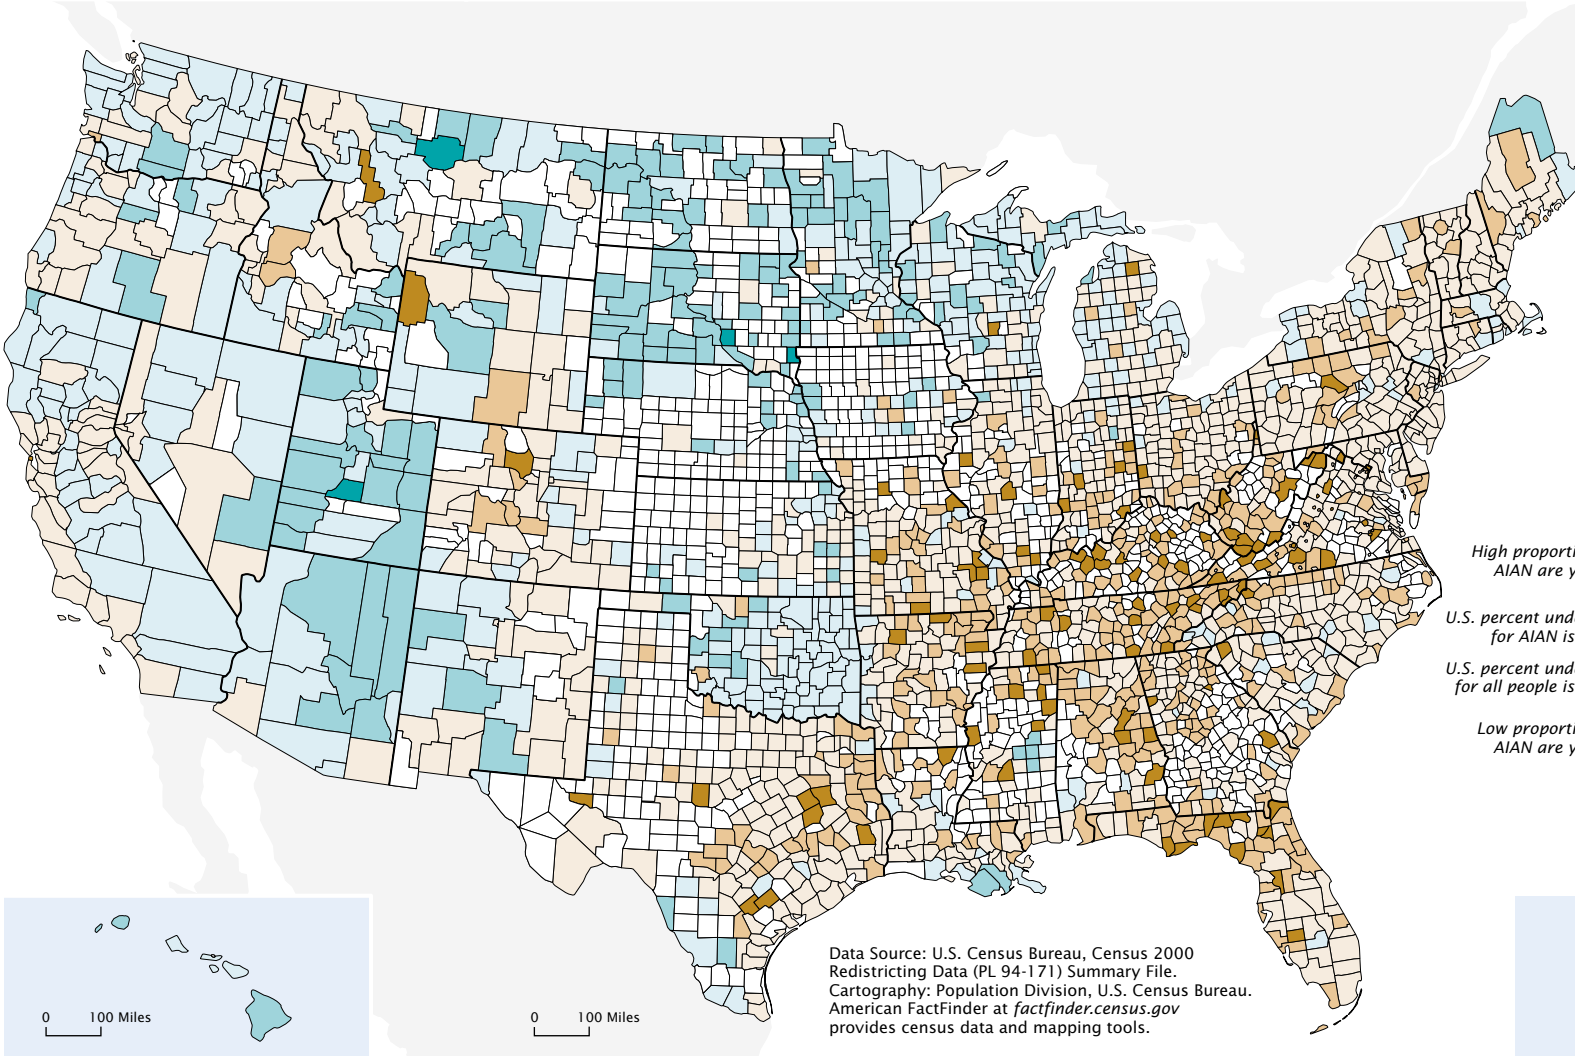 High proporti
AIAN are y
U.S. percent und
for AIAN is
U.S. percent und
for all people is
Low proporti
AIAN are y
Data Source: U.S. Census Bureau, Census 2000
Redistricting Data (PL 94-171) Summary File.
Cartography: Population Division, U.S. Census Bureau.
American FactFinder at factfinder.census.gov
provides census data and mapping tools.
0 100 Miles
0 100 Miles